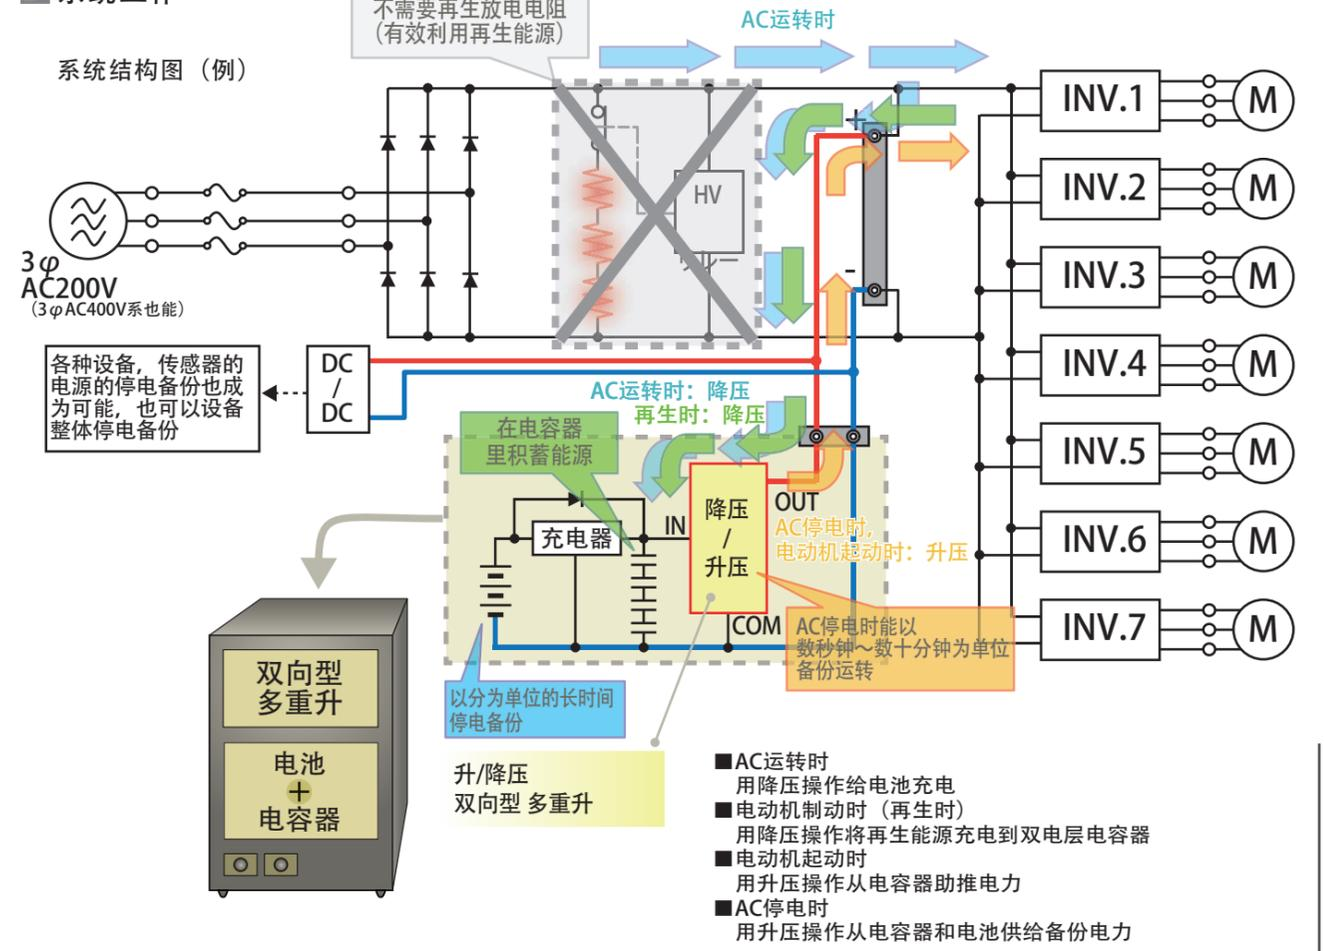 不需要再生放电电阻
（有效利用再生能源）
AC运转时
系统结构图（例）
INV.1
M
INV.2
M
INV.3
M
INV.4
M
INV.5
M
INV.6
M
INV.7
M
HV
+
-
3φ
AC200V
（3φAC400V系也能）
各种设备，传感器的
电源的停电备份也成
为可能，也可以设备
整体停电备份
DC
/
DC
AC运转时：降压
再生时：降压
在电容器
里积蓄能源
充电器
IN
降压
/
升压
OUT
COM
AC停电时，
电动机起动时：升压
AC停电时能以
数秒钟～数十分钟为单位
备份运转
以分为单位的长时间
停电备份
升/降压
双向型 多重升
双向型
多重升
电池
+
电容器
■AC运转时
用降压操作给电池充电
■电动机制动时（再生时）
用降压操作将再生能源充电到双电层电容器
■电动机起动时
用升压操作从电容器助推电力
■AC停电时
用升压操作从电容器和电池供给备份电力